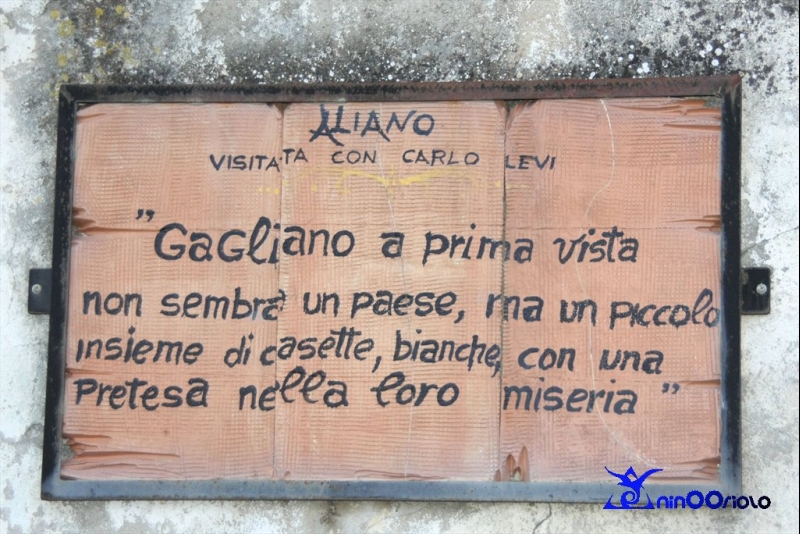 ALIANO
VISITATA CON CARLO LEVI
"GaGliano a prima vista
non sembra un paese, ma un piccolo
insieme di casette, bianche, con una
Pretesa nella loro miseria"
ninOOriolo